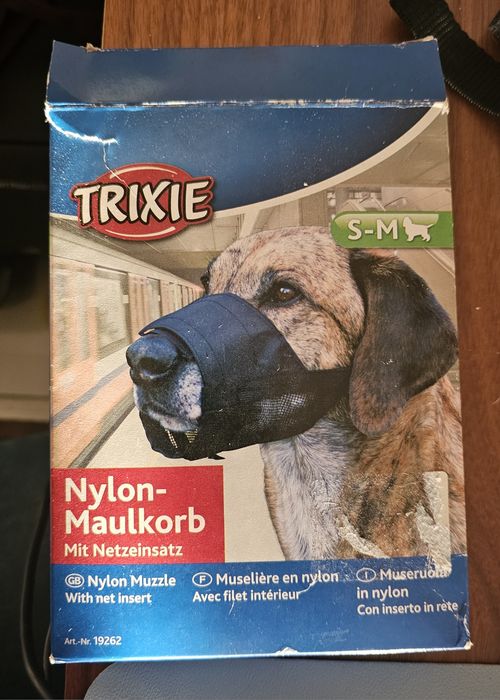 TRIXIE
S-M
Nylon-
Maulkorb
Mit Netzeinsatz
GB Nylon Muzzle
With net insert
F Muselière en nylon
Avec filet intérieur
I Museruola
in nylon
Con inserto in rete
Art.-Nr. 19262